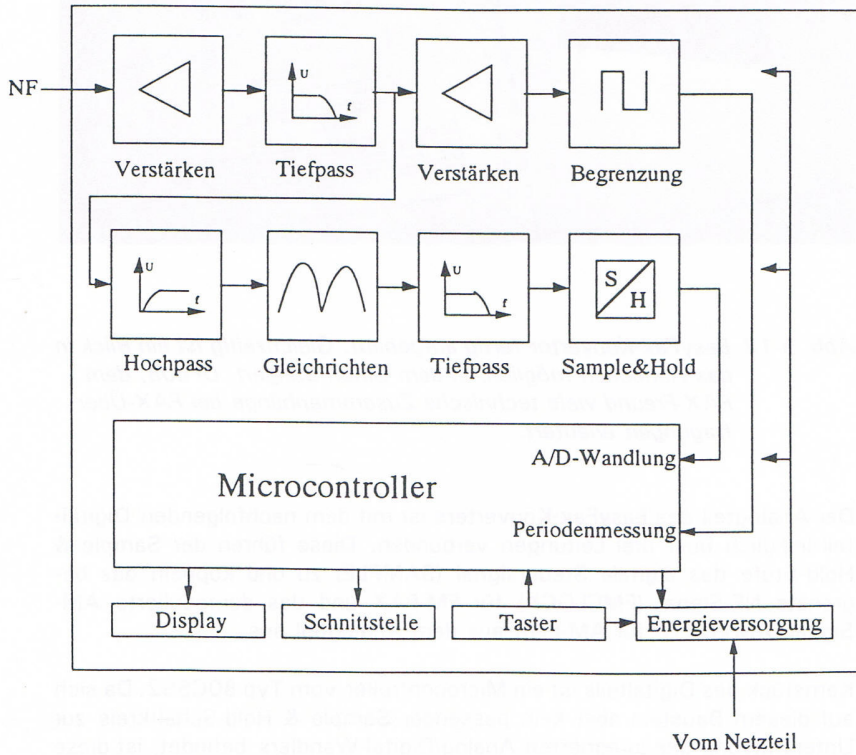 NF
U
f
Verstärken
Tiefpass
Verstärken
Begrenzung
U
f
U
f
S
H
Hochpass
Gleichrichten
Tiefpass
Sample&Hold
A/D-Wandlung
Microcontroller
Periodenmessung
Display
Schnittstelle
Taster
Energieversorgung
Vom Netzteil